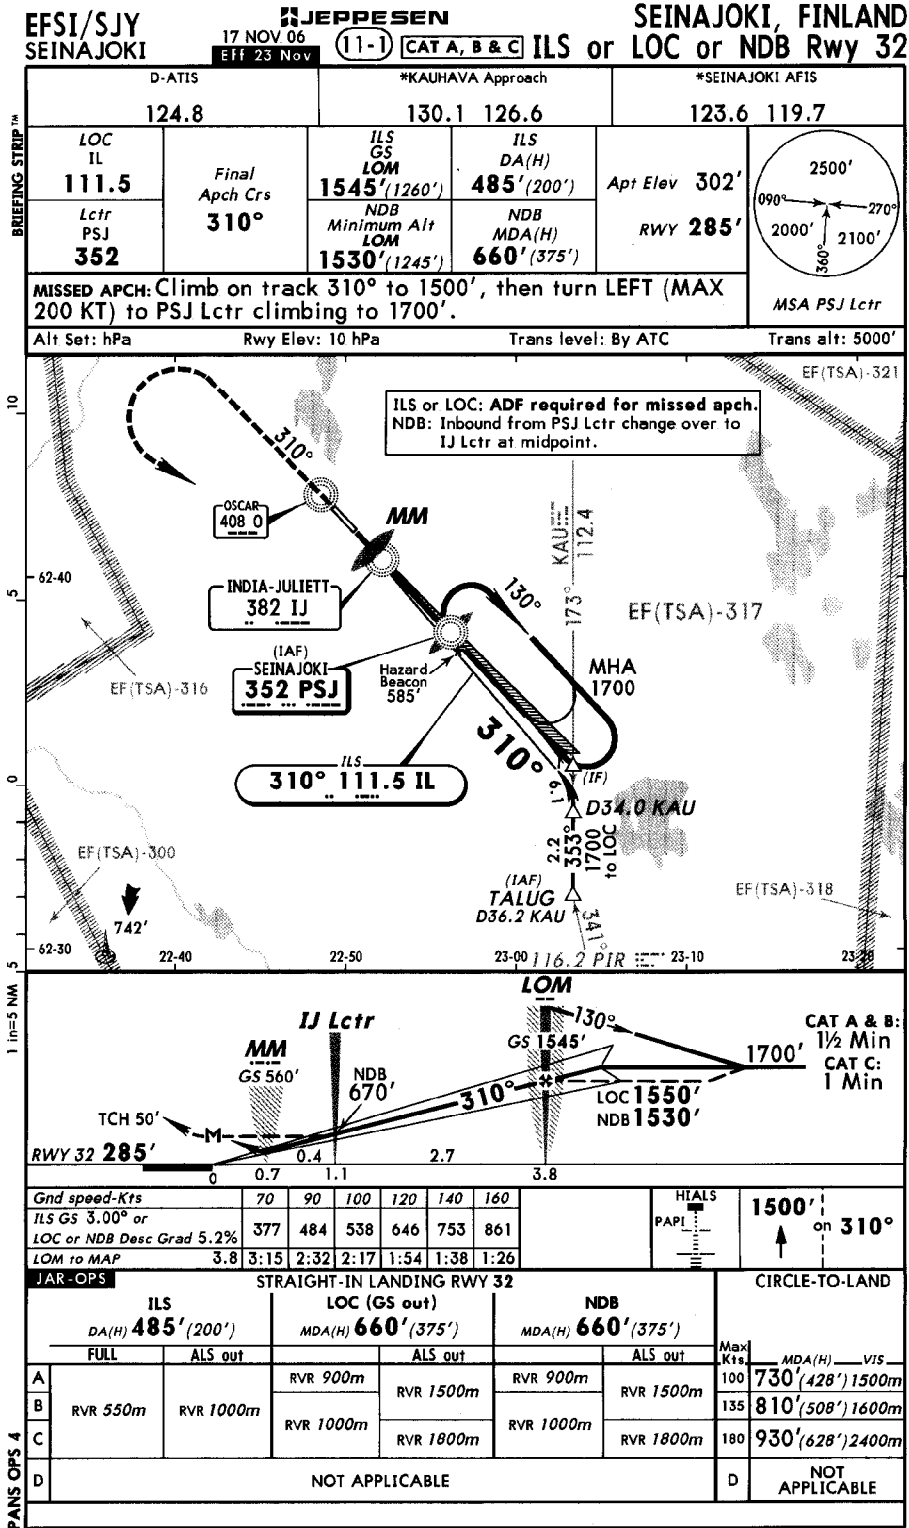 EFSI/SJY
SEINAJOKI
JEPPESEN
17 NOV 06
Eff 23 Nov
11-1
CAT A, B & C
SEINAJOKI, FINLAND
ILS or LOC or NDB Rwy 32
BRIEFING STRIP™
D-ATIS
124.8
*KAUHAVA Approach
130.1 126.6
*SEINAJOKI AFIS
123.6 119.7
LOC
IL
111.5
Lctr
PSJ
352
Final
Apch Crs
310°
ILS
GS
LOM
1545'(1260')
NDB
Minimum Alt
LOM
1530'(1245')
ILS
DA(H)
485'(200')
NDB
MDA(H)
660'(375')
Apt Elev 302'
RWY 285'
2500'
090°
270°
2000'
2100'
360°
MSA PSJ Lctr
MISSED APCH: Climb on track 310° to 1500', then turn LEFT (MAX
200 KT) to PSJ Lctr climbing to 1700'.
Alt Set: hPa
Rwy Elev: 10 hPa
Trans level: By ATC
Trans alt: 5000'
EF(TSA)-321
ILS or LOC: ADF required for missed apch.
NDB: Inbound from PSJ Lctr change over to
IJ Lctr at midpoint.
10
310°
OSCAR
408 O
MM
KAU
112.4
62-40
5
INDIA-JULIETT
382 IJ
130°
173°
EF(TSA)-317
(IAF)
SEINAJOKI
352 PSJ
Hazard
Beacon
585'
MHA
1700
EF(TSA)-316
ILS
310° 111.5 IL
310°
(IF)
6.1
0
D34.0 KAU
2.2
353°
1700
to LOC
EF(TSA)-300
742'
(IAF)
TALUG
D36.2 KAU
341°
EF(TSA)-318
62-30
22-40
22-50
23-00
23-10
23-20
116.2 PIR
5
1 in=5 NM
LOM
IJ Lctr
130°
CAT A & B:
1½ Min
CAT C:
1 Min
MM
GS 560'
GS 1545'
1700'
NDB
670'
310°
LOC 1550'
NDB 1530'
TCH 50'
M
RWY 32 285'
0.4
2.7
0
0.7
1.1
3.8
Gnd speed-Kts 70 90 100 120 140 160
ILS GS 3.00° or
LOC or NDB Desc Grad 5.2% 377 484 538 646 753 861
LOM to MAP 3.8 3:15 2:32 2:17 1:54 1:38 1:26
HIALS
PAPI
1500'
on 310°
JAR-OPS
STRAIGHT-IN LANDING RWY 32
CIRCLE-TO-LAND
ILS
DA(H) 485'(200')
LOC (GS out)
MDA(H) 660'(375')
NDB
MDA(H) 660'(375')
FULL
ALS out
ALS out
ALS out
Max
Kts.
MDA(H) VIS
A
B
C
D
RVR 550m
RVR 1000m
RVR 900m
RVR 1000m
RVR 1500m
RVR 1800m
RVR 900m
RVR 1000m
RVR 1500m
RVR 1800m
100 730'(428') 1500m
135 810'(508') 1600m
180 930'(628') 2400m
NOT APPLICABLE
D
NOT
APPLICABLE
PANS OPS 4